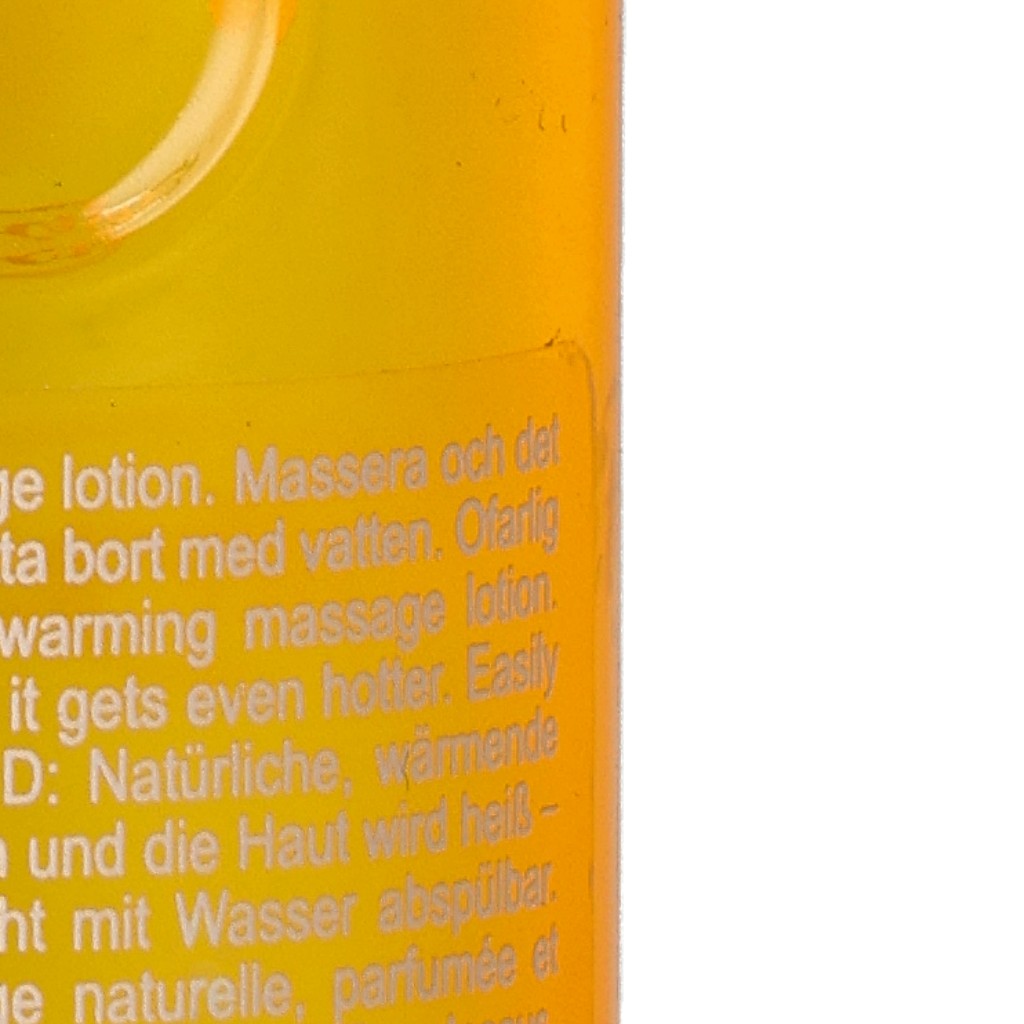 ge lotion. Massera och det
ta bort med vatten. Ofarlig
warming massage lotion.
it gets even hotter. Easily
D: Natürliche, wärmende
n und die Haut wird heiß –
ht mit Wasser abspülbar.
ge naturelle, parfumée et